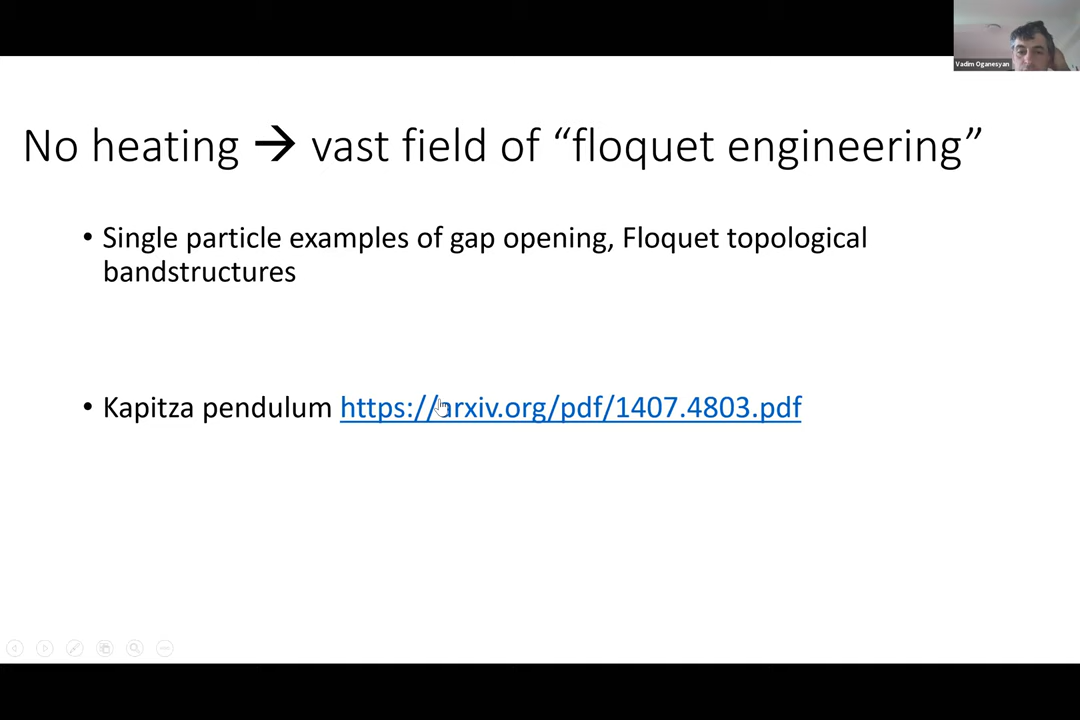 Vadim Oganesyan
No heating → vast field of “floquet engineering”
• Single particle examples of gap opening, Floquet topological
bandstructures
• Kapitza pendulum https://arxiv.org/pdf/1407.4803.pdf